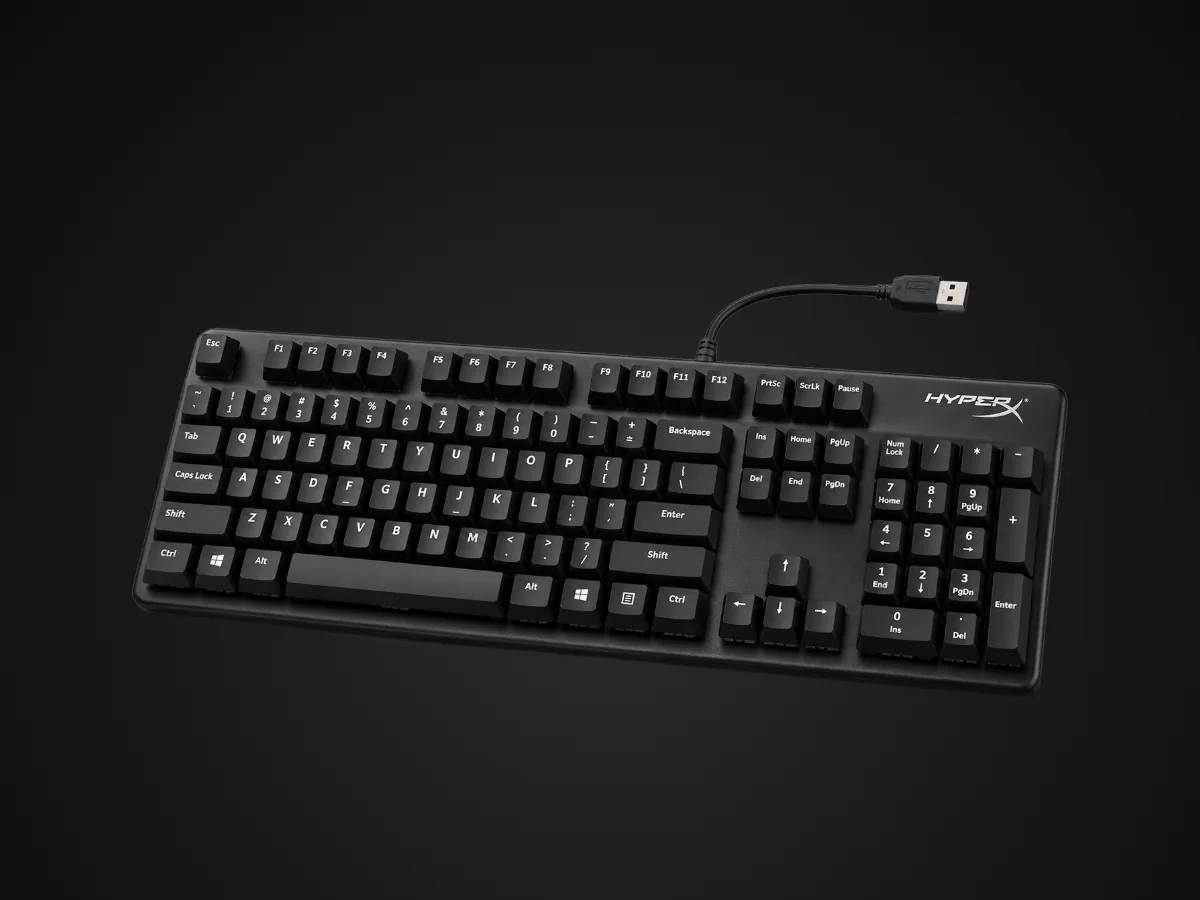 HYPERX®
Esc F1 F2 F3 F4 F5 F6 F7 F8 F9 F10 F11 F12 PrtSc ScrLk Pause
~ ! @ # $ % ^ & * ( ) _ +
` 1 2 3 4 5 6 7 8 9 0 - ± Backspace Ins Home PgUp Num Lock / * −
Tab Q W E R T Y U I O P { [ } ] | \ Del End PgDn 7 Home 8 ↑ 9 PgUp +
Caps Lock A S D F _ G H J _ K L : ; " , Enter 4 ← 5 6 →
Shift Z X C V B N M < , > . ? / Shift ↑ 1 End 2 ↓ 3 PgDn Enter
Ctrl Alt Alt Ctrl ← ↓ → 0 Ins . Del